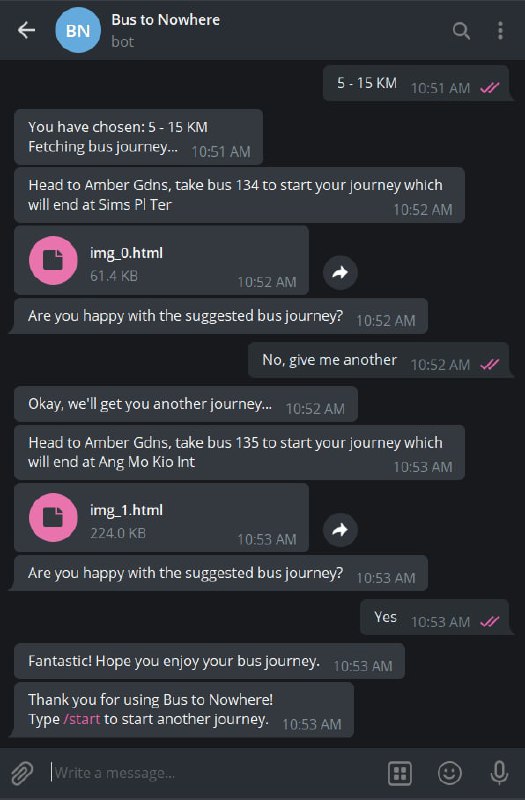 BN
Bus to Nowhere
bot
5 - 15 KM 10:51 AM
You have chosen: 5 - 15 KM
Fetching bus journey... 10:51 AM
Head to Amber Gdns, take bus 134 to start your journey which
will end at Sims Pl Ter 10:52 AM
img_0.html
61.4 KB 10:52 AM
Are you happy with the suggested bus journey? 10:52 AM
No, give me another 10:52 AM
Okay, we'll get you another journey... 10:52 AM
Head to Amber Gdns, take bus 135 to start your journey which
will end at Ang Mo Kio Int 10:53 AM
img_1.html
224.0 KB 10:53 AM
Are you happy with the suggested bus journey? 10:53 AM
Yes 10:53 AM
Fantastic! Hope you enjoy your bus journey. 10:53 AM
Thank you for using Bus to Nowhere!
Type /start to start another journey. 10:53 AM
Write a message...